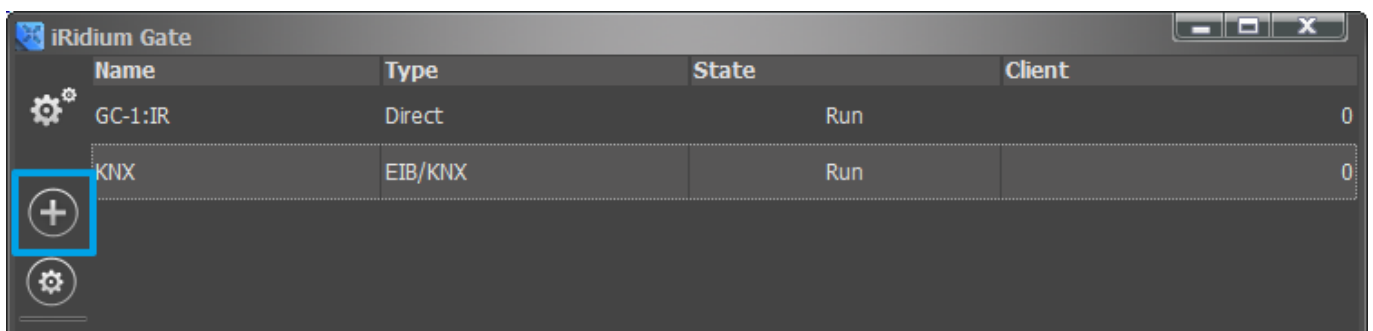 iRidium Gate
Name Type State Client
GC-1:IR Direct Run 0
KNX EIB/KNX Run 0